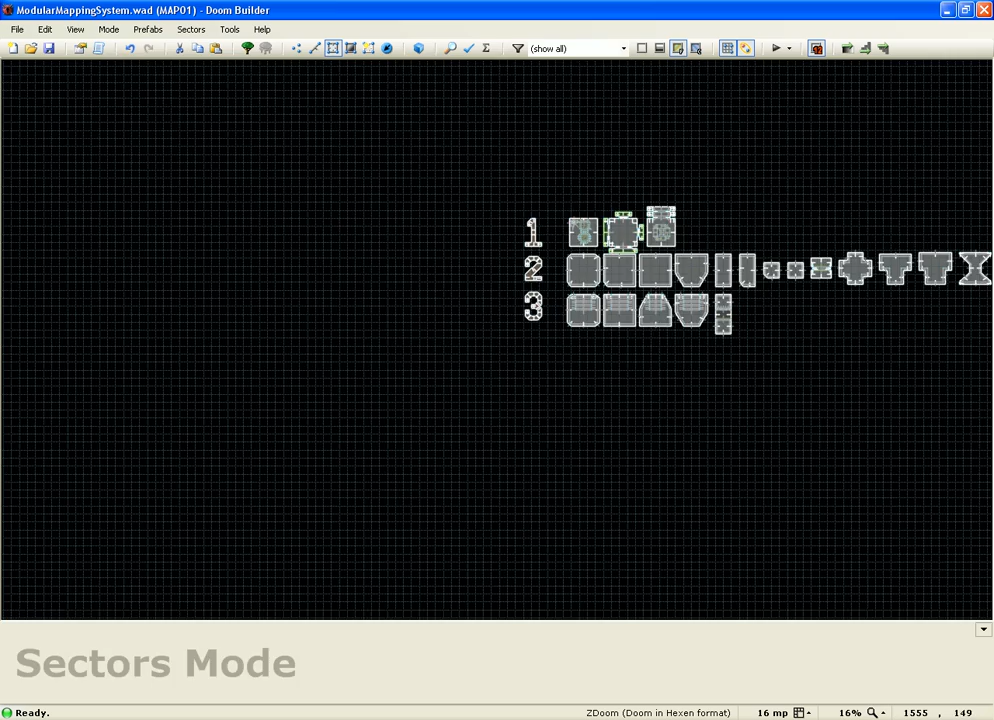 ModularMappingSystem.wad (MAP01) - Doom Builder
File Edit View Mode Prefabs Sectors Tools Help
(show all)
1
2
3
Sectors Mode
Ready. ZDoom (Doom in Hexen format) 16 mp 16% 1555 , 149